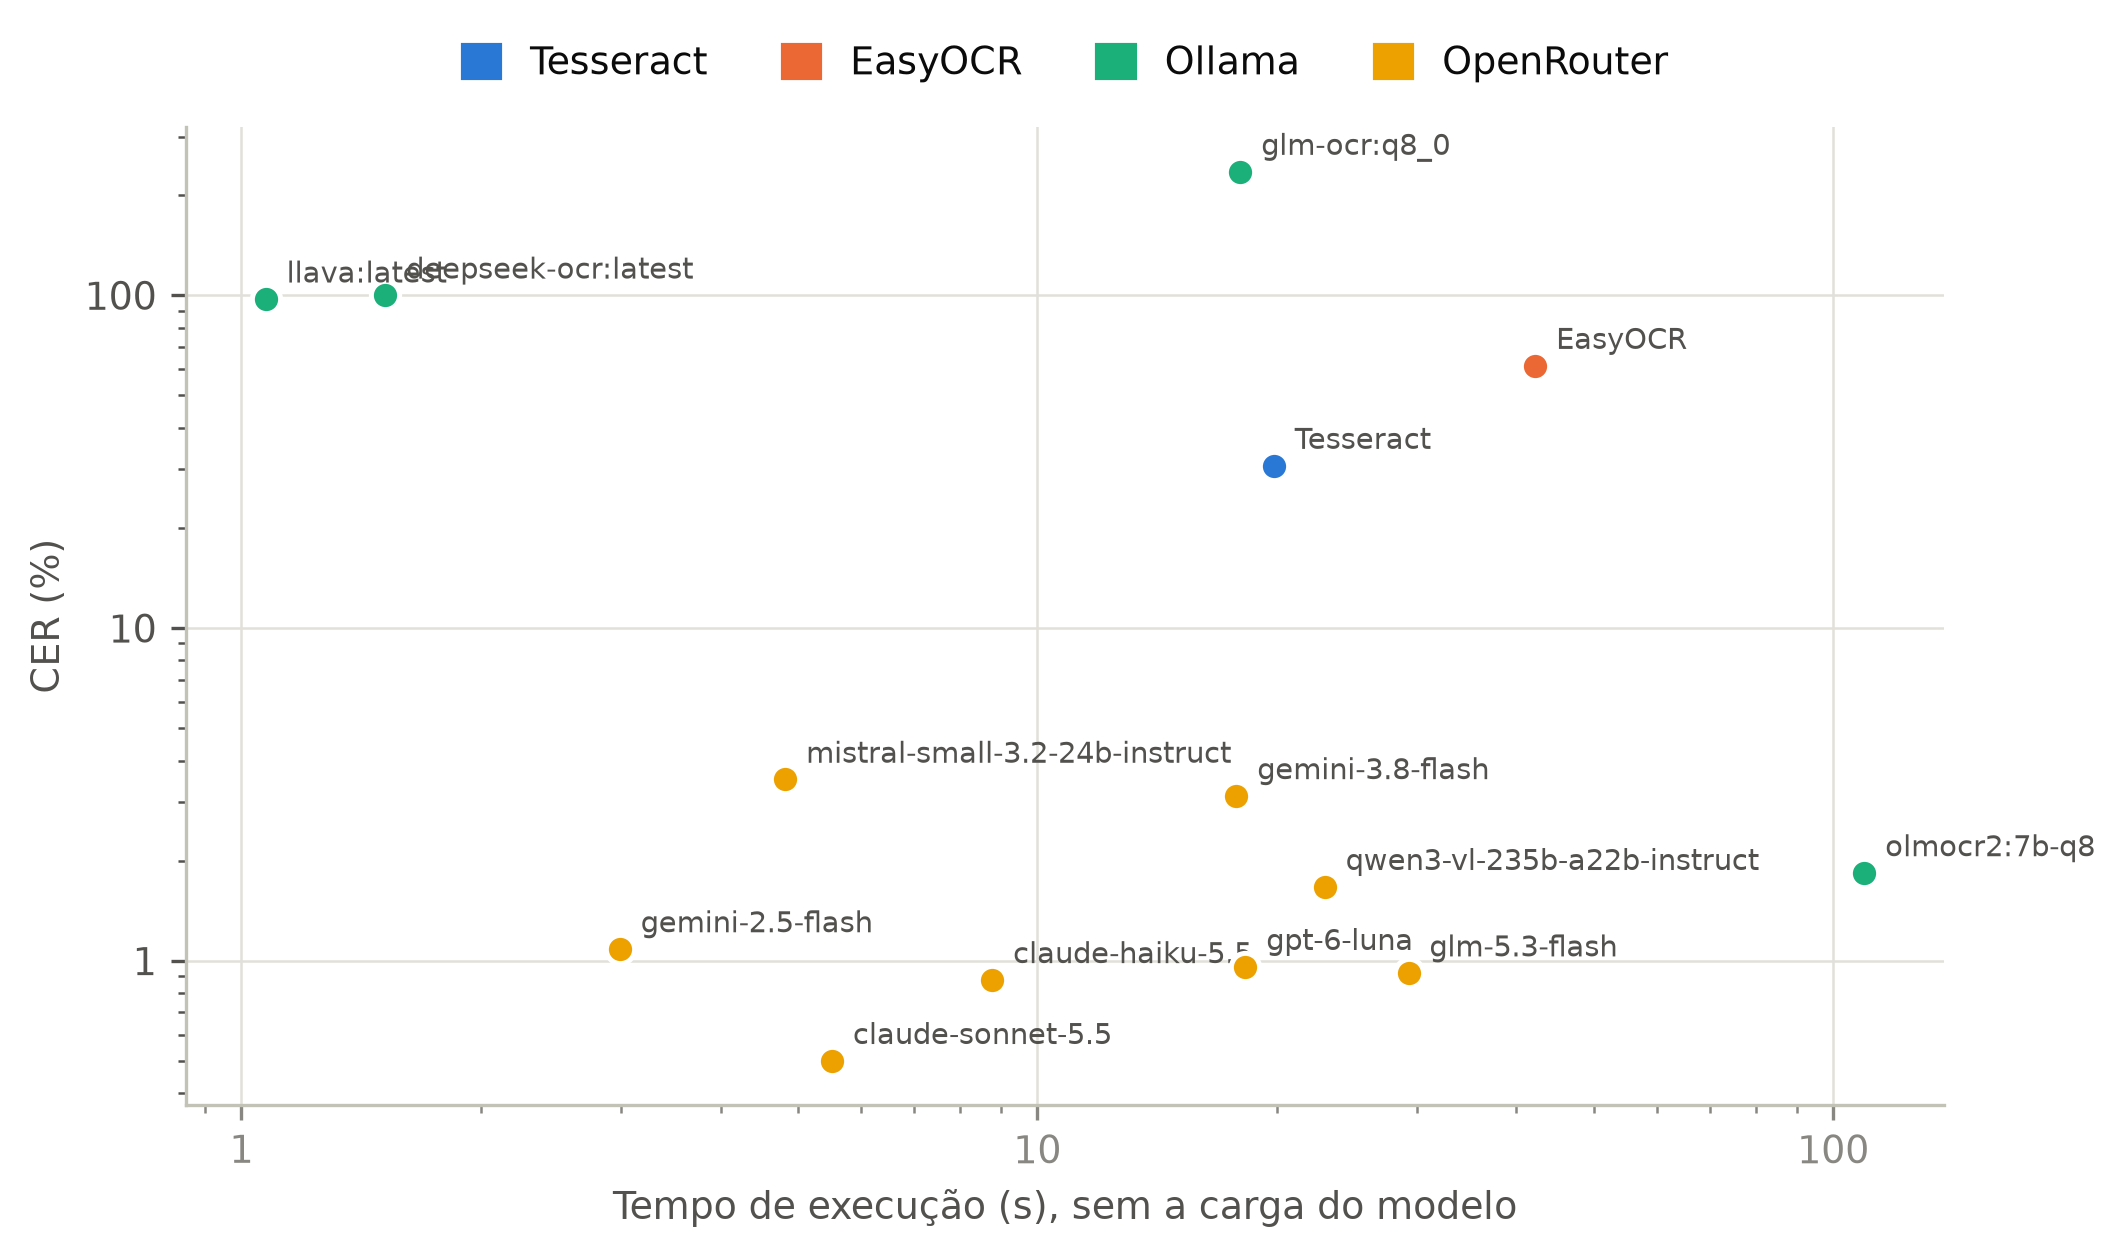 Tesseract EasyOCR Ollama OpenRouter
glm-ocr:q8_0
llava:latest
deepseek-ocr:latest
100
EasyOCR
Tesseract
10
CER (%)
mistral-small-3.2-24b-instruct
gemini-3.8-flash
olmocr2:7b-q8
qwen3-vl-235b-a22b-instruct
gemini-2.5-flash
gpt-6-luna
glm-5.3-flash
claude-haiku-5.5
1
claude-sonnet-5.5
1 10 100
Tempo de execução (s), sem a carga do modelo